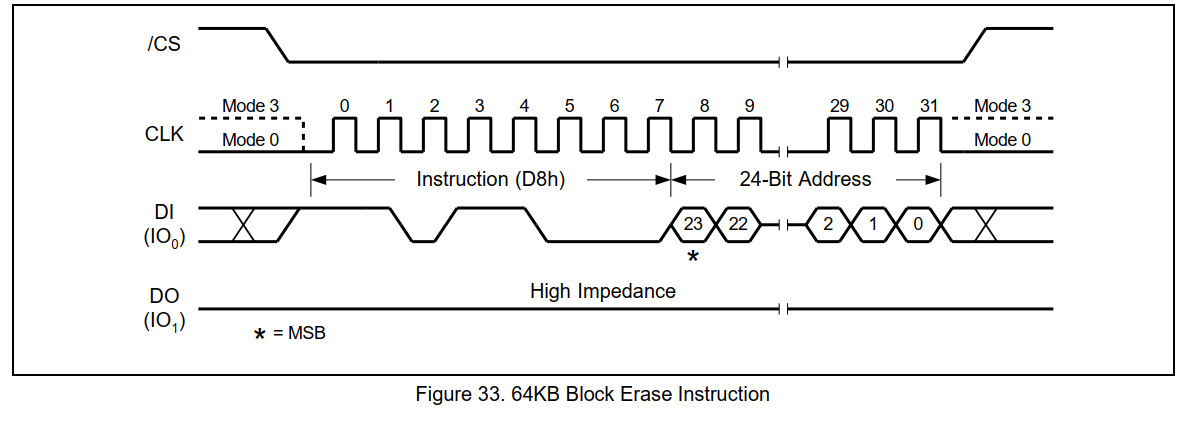 /CS
Mode 3 0 1 2 3 4 5 6 7 8 9 29 30 31 Mode 3
CLK
Mode 0 Mode 0
Instruction (D8h) 24-Bit Address
DI
(IO0) 23 22 2 1 0
*
High Impedance
DO
(IO1)
* = MSB
Figure 33. 64KB Block Erase Instruction